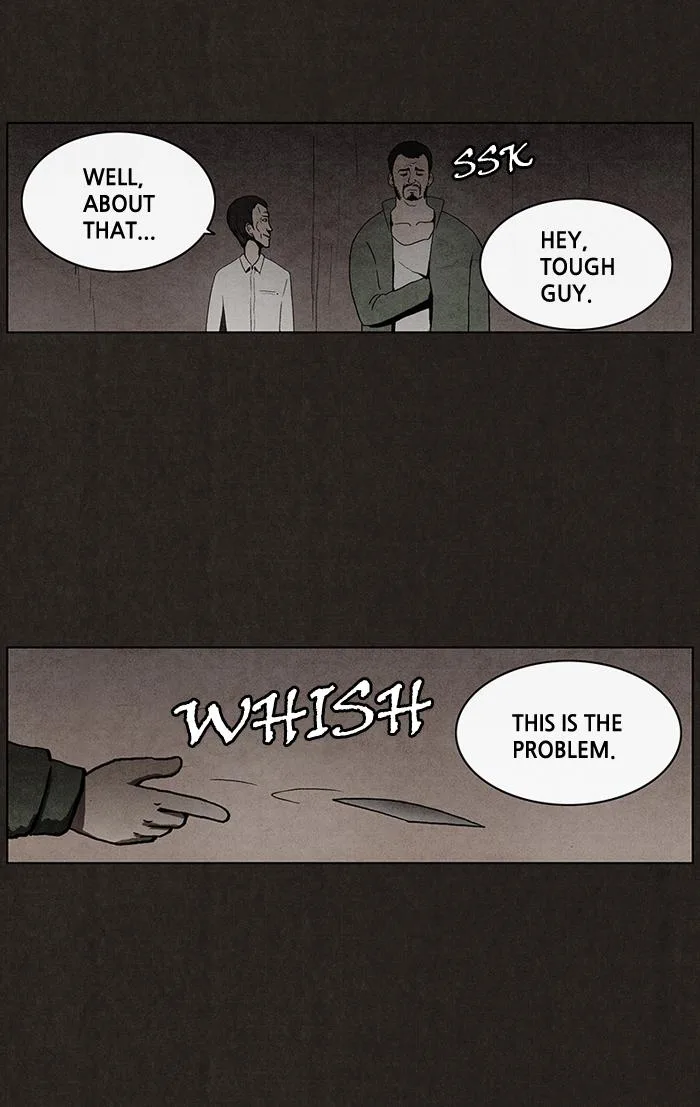 WELL,
ABOUT
THAT...
SSK
HEY,
TOUGH
GUY.
WHISH
THIS IS THE
PROBLEM.